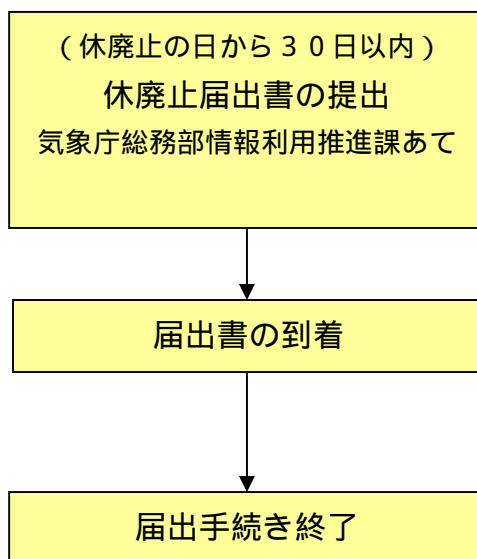 （休廃止の日から３０日以内）
休廃止届出書の提出
気象庁総務部情報利用推進課あて
届出書の到着
届出手続き終了